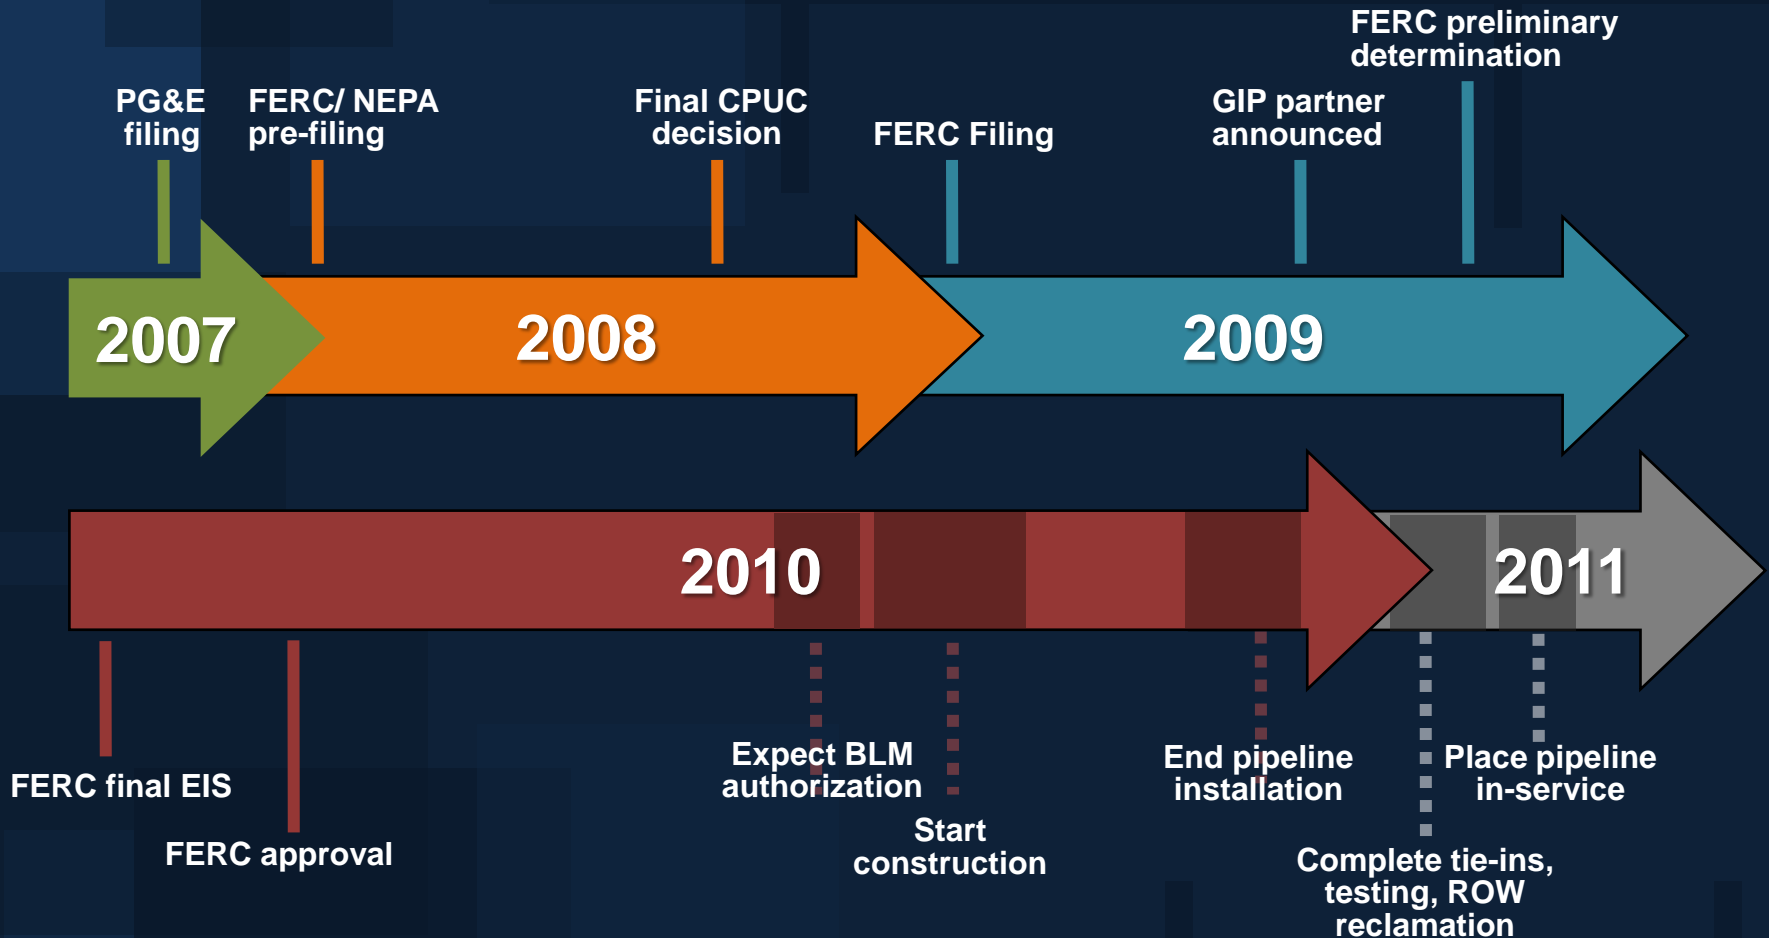 FERC preliminary
determination
PG&E
filing
FERC/ NEPA
pre-filing
Final CPUC
decision
FERC Filing
GIP partner
announced
2007
2008
2009
2010
2011
FERC final EIS
FERC approval
Expect BLM
authorization
Start
construction
End pipeline
installation
Place pipeline
in-service
Complete tie-ins,
testing, ROW
reclamation